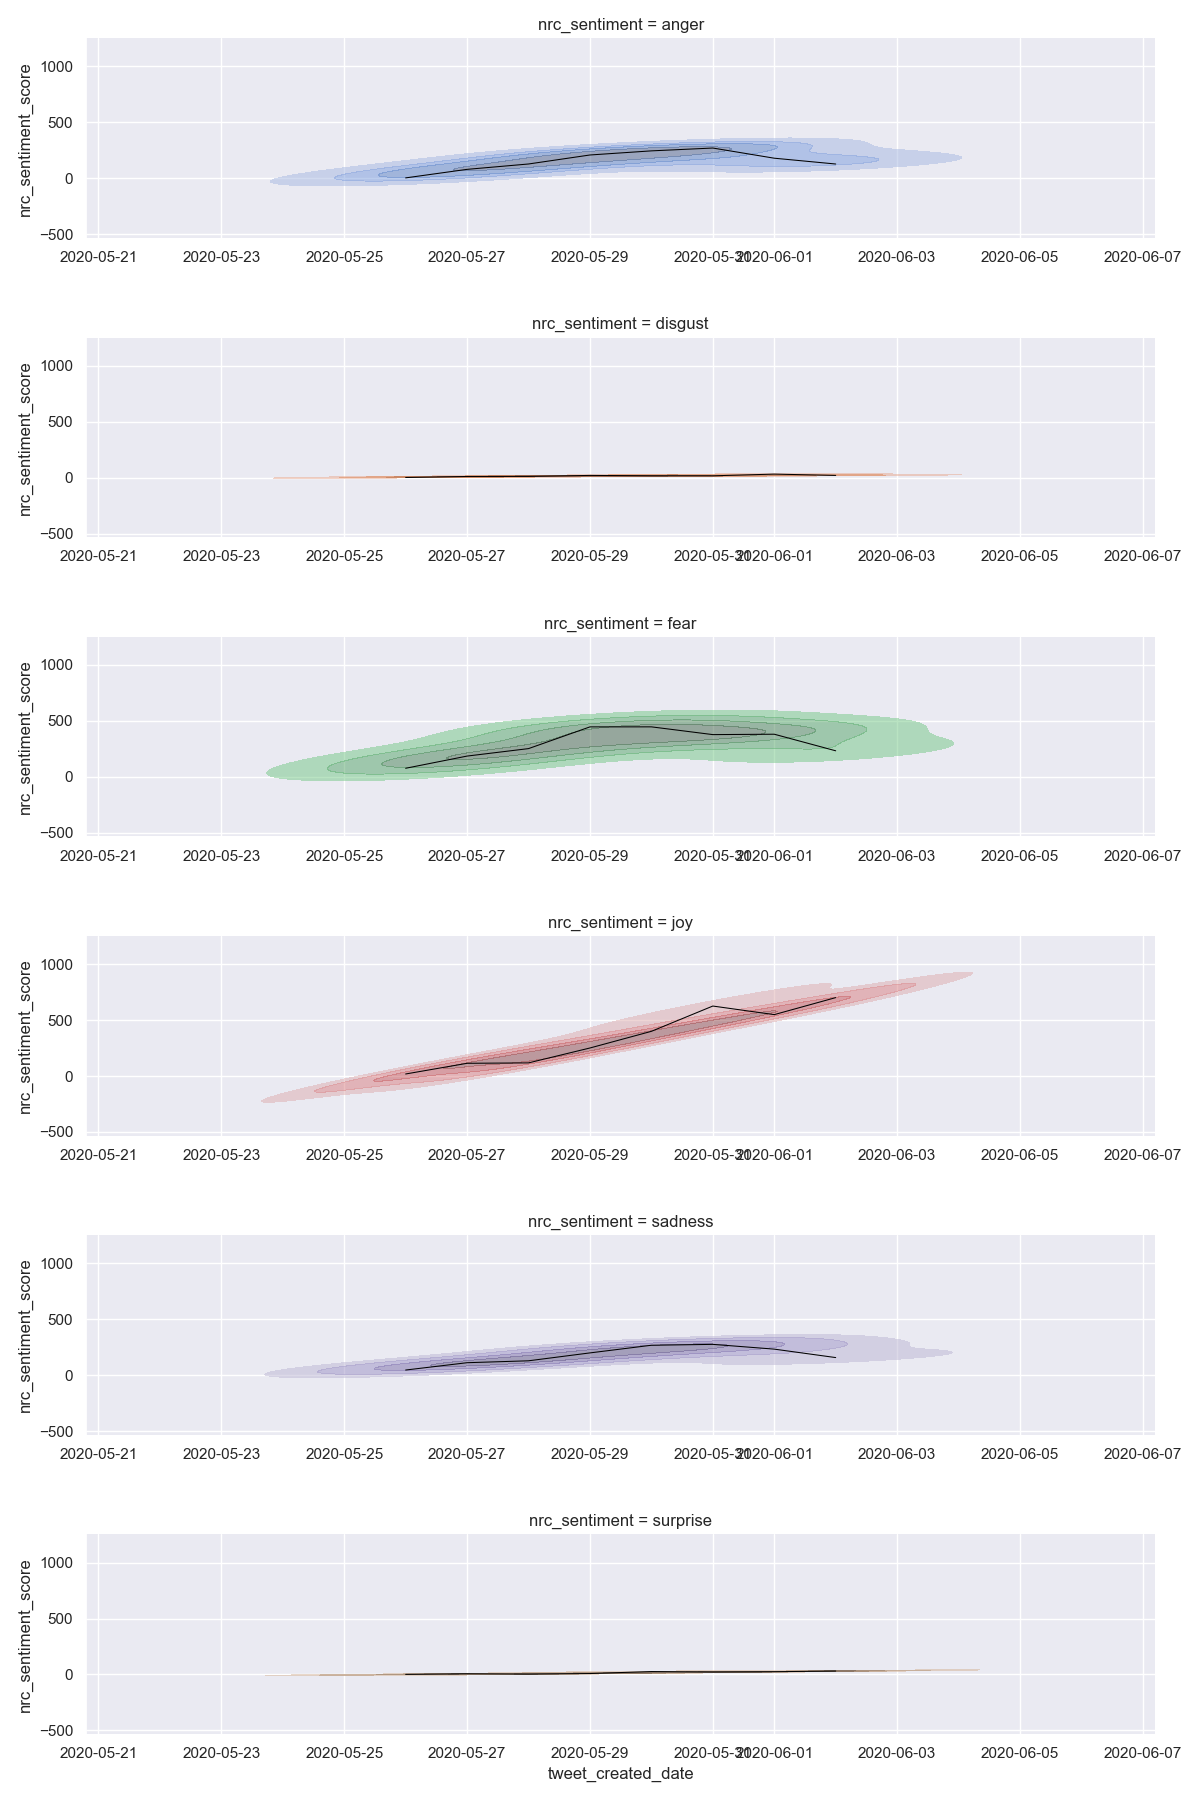 nrc_sentiment = anger
nrc_sentiment_score
1000
500
0
−500
2020-05-21 2020-05-23 2020-05-25 2020-05-27 2020-05-29 2020-05-31 2020-06-01 2020-06-03 2020-06-05 2020-06-07
nrc_sentiment = disgust
nrc_sentiment_score
1000
500
0
−500
2020-05-21 2020-05-23 2020-05-25 2020-05-27 2020-05-29 2020-05-31 2020-06-01 2020-06-03 2020-06-05 2020-06-07
nrc_sentiment = fear
nrc_sentiment_score
1000
500
0
−500
2020-05-21 2020-05-23 2020-05-25 2020-05-27 2020-05-29 2020-05-31 2020-06-01 2020-06-03 2020-06-05 2020-06-07
nrc_sentiment = joy
nrc_sentiment_score
1000
500
0
−500
2020-05-21 2020-05-23 2020-05-25 2020-05-27 2020-05-29 2020-05-31 2020-06-01 2020-06-03 2020-06-05 2020-06-07
nrc_sentiment = sadness
nrc_sentiment_score
1000
500
0
−500
2020-05-21 2020-05-23 2020-05-25 2020-05-27 2020-05-29 2020-05-31 2020-06-01 2020-06-03 2020-06-05 2020-06-07
nrc_sentiment = surprise
nrc_sentiment_score
1000
500
0
−500
2020-05-21 2020-05-23 2020-05-25 2020-05-27 2020-05-29 2020-05-31 2020-06-01 2020-06-03 2020-06-05 2020-06-07
tweet_created_date